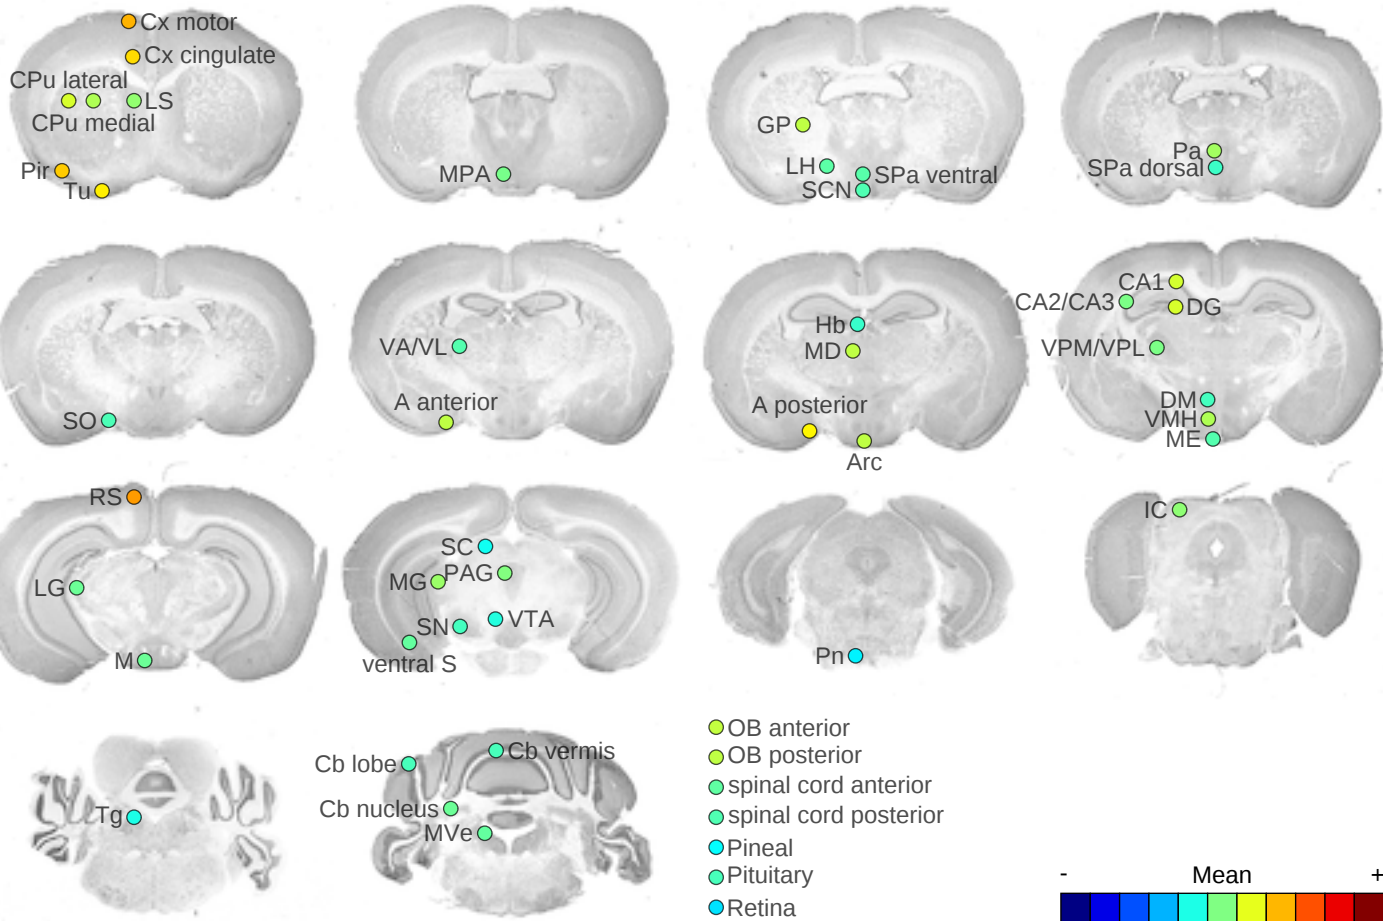 Cx motor
Cx cingulate
CPu lateral
LS
CPu medial
Pir
Tu
MPA
GP
LH
SPa ventral
SCN
Pa
SPa dorsal
SO
VA/VL
A anterior
Hb
MD
A posterior
Arc
CA1
CA2/CA3
DG
VPM/VPL
DM
VMH
ME
RS
LG
M
SC
PAG
MG
VTA
SN
ventral S
Pn
IC
Tg
Cb vermis
Cb lobe
Cb nucleus
MVe
OB anterior
OB posterior
spinal cord anterior
spinal cord posterior
Pineal
Pituitary
Retina
- Mean +